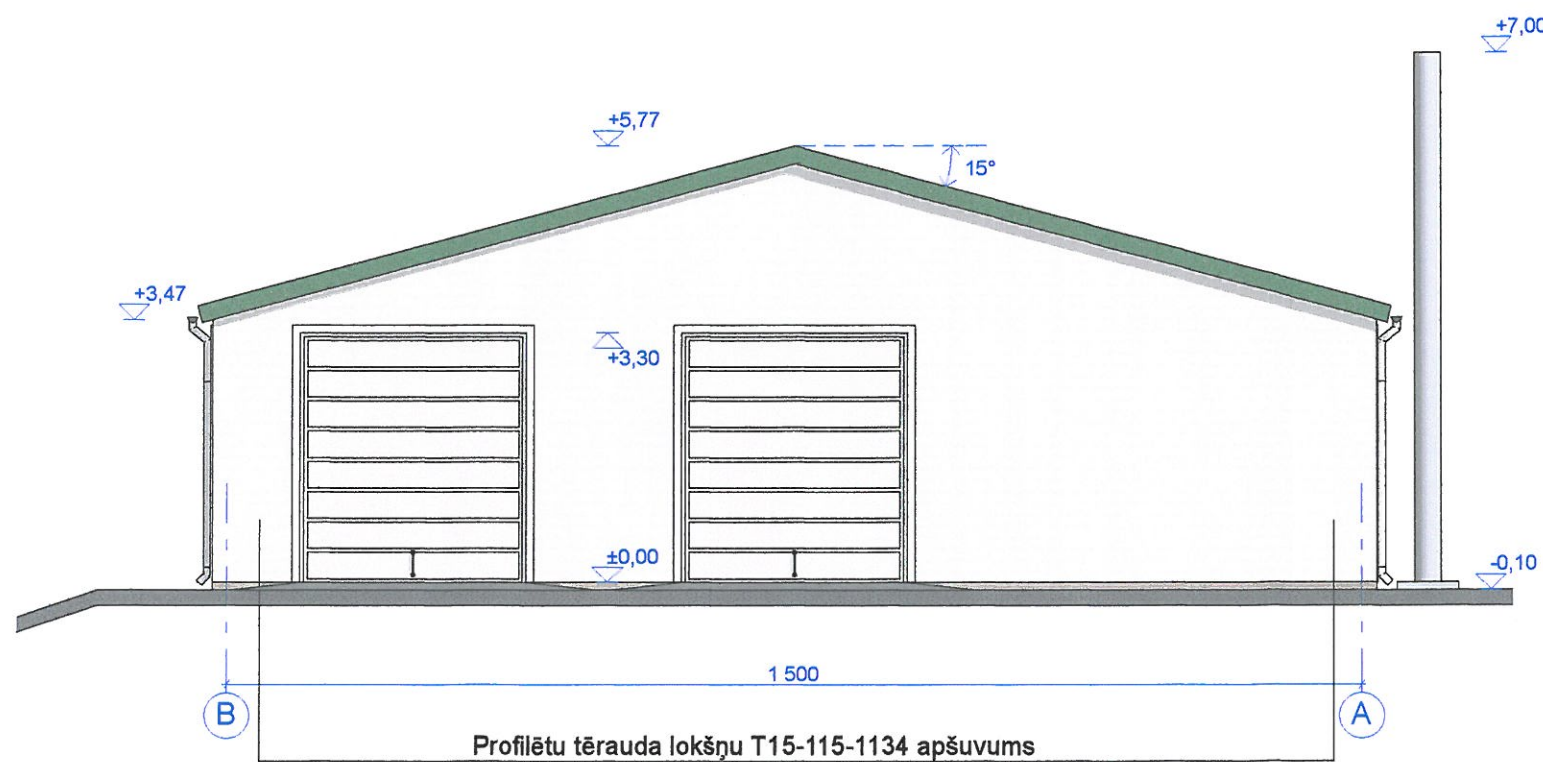 +7,00
+5,77
15°
+3,47
+3,30
±0,00
-0,10
1 500
B
A
Profilētu tērauda lokšņu T15-115-1134 apšuvums